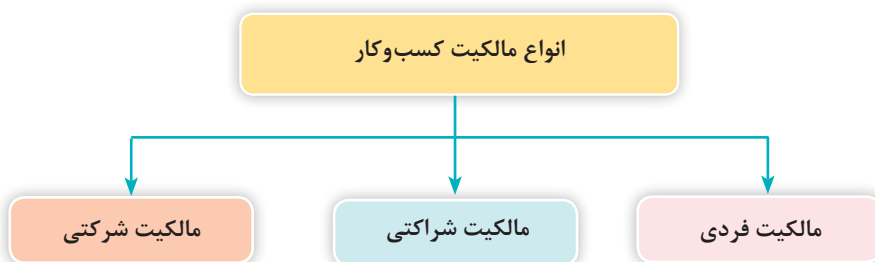 انواع مالکیت کسب‌وکار
مالکیت فردی
مالکیت شراکتی
مالکیت شرکتی